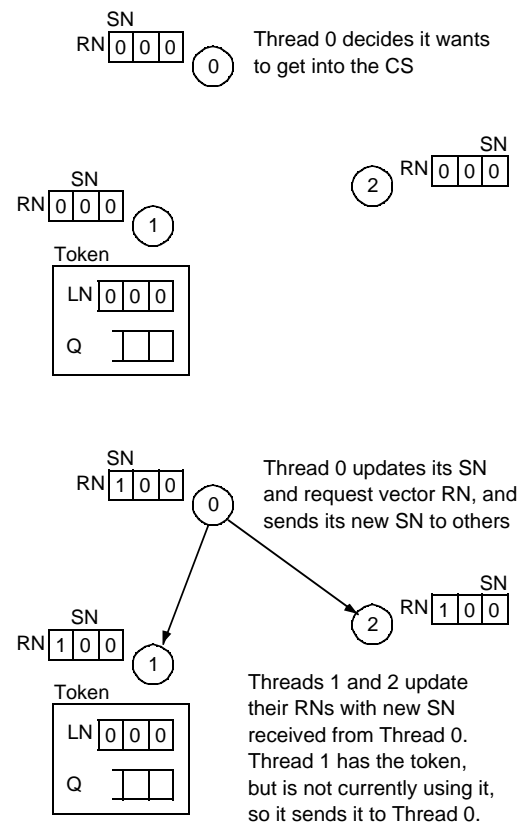 SN
RN 0 0 0
0
Thread 0 decides it wants
to get into the CS
SN
RN 0 0 0
2
SN
RN 0 0 0
1
Token
LN 0 0 0
Q
SN
RN 1 0 0
0
Thread 0 updates its SN
and request vector RN, and
sends its new SN to others
SN
RN 1 0 0
2
SN
RN 1 0 0
1
Token
LN 0 0 0
Q
Threads 1 and 2 update
their RNs with new SN
received from Thread 0.
Thread 1 has the token,
but is not currently using it,
so it sends it to Thread 0.